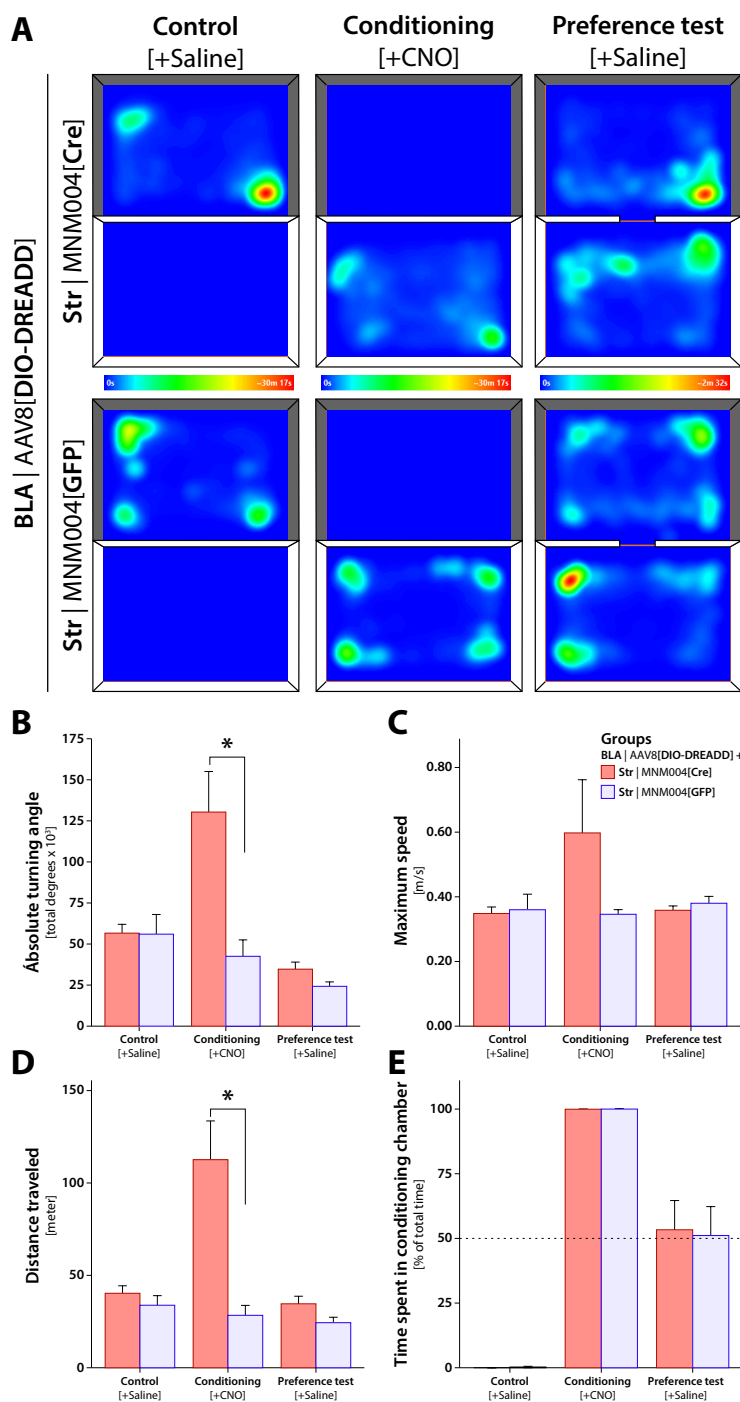 A
Control
[+Saline]
Conditioning
[+CNO]
Preference test
[+Saline]
BLA | AAV8[DIO-DREADD]
Str | MNM004[Cre]
0s ~30m 17s
0s ~30m 17s
0s ~2m 32s
Str | MNM004[GFP]
B
Ábsolute turning angle
[total degrees x 10³]
175
150
125
100
75
50
25
0
*
Control
[+Saline]
Conditioning
[+CNO]
Preference test
[+Saline]
C
Maximum speed
[m/s]
0.80
0.60
0.40
0.20
0.00
Groups
BLA | AAV8[DIO-DREADD] +
Str | MNM004[Cre]
Str | MNM004[GFP]
Control
[+Saline]
Conditioning
[+CNO]
Preference test
[+Saline]
D
Distance traveled
[meter]
150
100
50
0
*
Control
[+Saline]
Conditioning
[+CNO]
Preference test
[+Saline]
E
Time spent in conditioning chamber
[% of total time]
100
75
50
25
0
Control
[+Saline]
Conditioning
[+CNO]
Preference test
[+Saline]